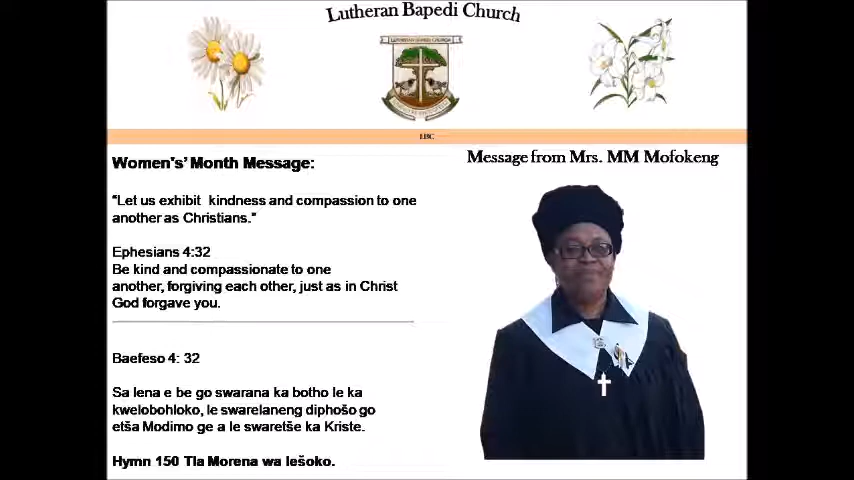 Lutheran Bapedi Church
LUTHERAN BAPEDI CHURCH
LBC
Women's' Month Message:
“Let us exhibit kindness and compassion to one
another as Christians.”
Ephesians 4:32
Be kind and compassionate to one
another, forgiving each other, just as in Christ
God forgave you.
Baefeso 4: 32
Sa lena e be go swarana ka botho le ka
kwelobohloko, le swarelaneng diphošo go
etša Modimo ge a le swaretše ka Kriste.
Hymn 150 Tla Morena wa lešoko.
Message from Mrs. MM Mofokeng